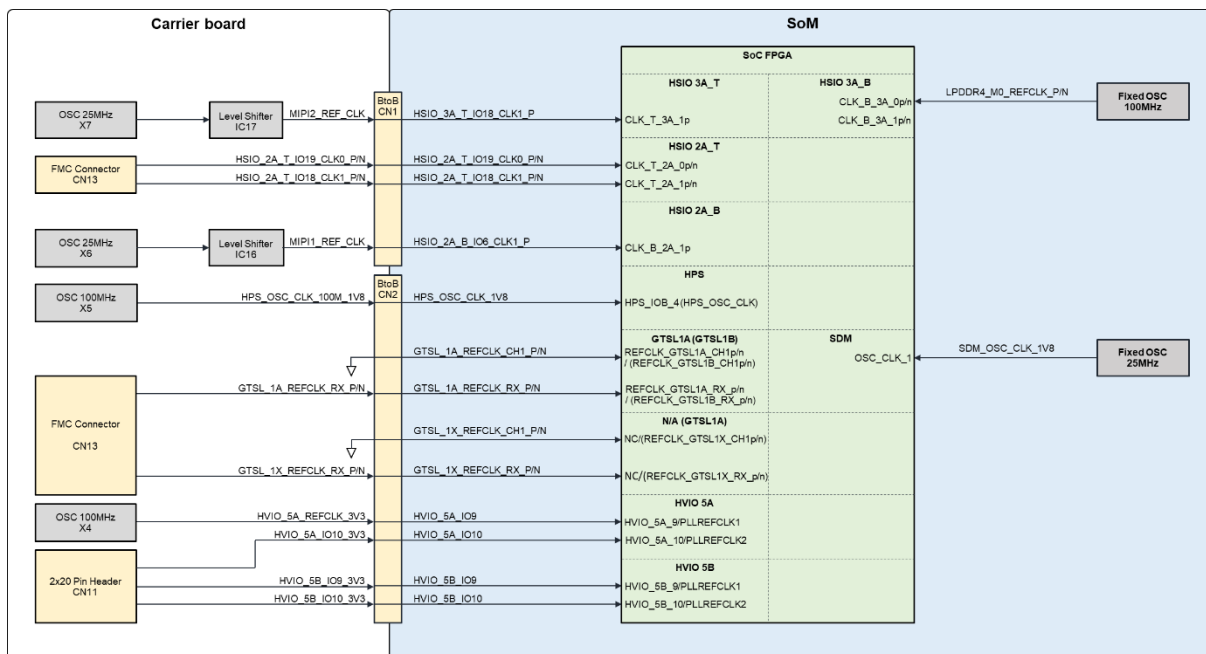 Carrier board
SoM
SoC FPGA
HSIO 3A_T
HSIO 3A_B
BtoB
CN1
OSC 25MHz
X7
Level Shifter
IC17
MIPI2_REF_CLK
HSIO_3A_T_IO18_CLK1_P
CLK_T_3A_1p
CLK_B_3A_0p/n
CLK_B_3A_1p/n
LPDDR4_M0_REFCLK_P/N
Fixed OSC
100MHz
HSIO 2A_T
FMC Connector
CN13
HSIO_2A_T_IO19_CLK0_P/N
HSIO_2A_T_IO19_CLK0_P/N
CLK_T_2A_0p/n
HSIO_2A_T_IO18_CLK1_P/N
HSIO_2A_T_IO18_CLK1_P/N
CLK_T_2A_1p/n
HSIO 2A_B
OSC 25MHz
X6
Level Shifter
IC16
MIPI1_REF_CLK
HSIO_2A_B_IO6_CLK1_P
CLK_B_2A_1p
HPS
BtoB
CN2
OSC 100MHz
X5
HPS_OSC_CLK_100M_1V8
HPS_OSC_CLK_1V8
HPS_IOB_4(HPS_OSC_CLK)
GTSL1A (GTSL1B)
SDM
GTSL_1A_REFCLK_CH1_P/N
REFCLK_GTSL1A_CH1p/n
/ (REFCLK_GTSL1B_CH1p/n)
OSC_CLK_1
SDM_OSC_CLK_1V8
Fixed OSC
25MHz
GTSL_1A_REFCLK_RX_P/N
GTSL_1A_REFCLK_RX_P/N
REFCLK_GTSL1A_RX_p/n
/ (REFCLK_GTSL1B_RX_p/n)
FMC Connector
CN13
N/A (GTSL1A)
GTSL_1X_REFCLK_CH1_P/N
NC/(REFCLK_GTSL1X_CH1p/n)
GTSL_1X_REFCLK_RX_P/N
GTSL_1X_REFCLK_RX_P/N
NC/(REFCLK_GTSL1X_RX_p/n)
HVIO 5A
OSC 100MHz
X4
HVIO_5A_REFCLK_3V3
HVIO_5A_IO9
HVIO_5A_9/PLLREFCLK1
HVIO_5A_IO10_3V3
HVIO_5A_IO10
HVIO_5A_10/PLLREFCLK2
HVIO 5B
2x20 Pin Header
CN11
HVIO_5B_IO9_3V3
HVIO_5B_IO9
HVIO_5B_9/PLLREFCLK1
HVIO_5B_IO10_3V3
HVIO_5B_IO10
HVIO_5B_10/PLLREFCLK2